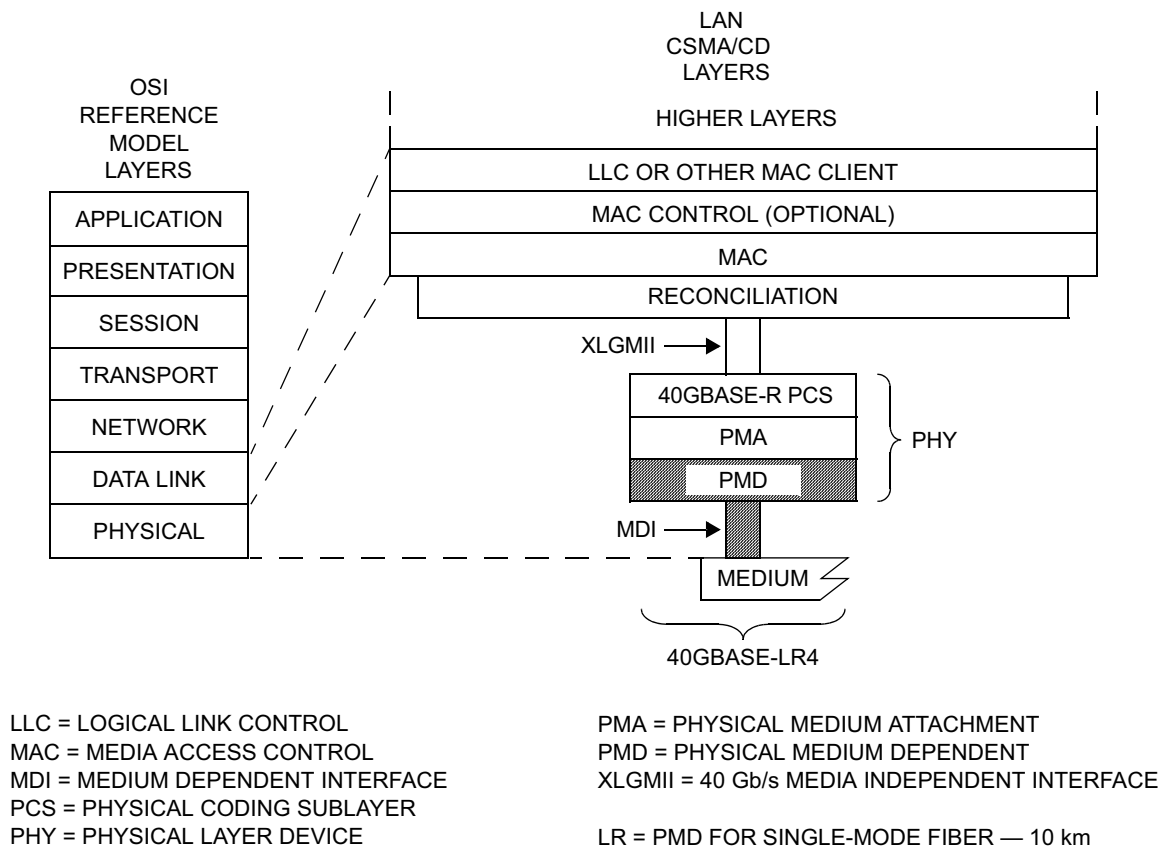 LAN
CSMA/CD
LAYERS
OSI
REFERENCE
MODEL
LAYERS
HIGHER LAYERS
LLC OR OTHER MAC CLIENT
MAC CONTROL (OPTIONAL)
MAC
RECONCILIATION
APPLICATION
PRESENTATION
SESSION
TRANSPORT
NETWORK
DATA LINK
PHYSICAL
XLGMII
40GBASE-R PCS
PMA
PMD
PHY
MDI
MEDIUM
40GBASE-LR4
LLC = LOGICAL LINK CONTROL
MAC = MEDIA ACCESS CONTROL
MDI = MEDIUM DEPENDENT INTERFACE
PCS = PHYSICAL CODING SUBLAYER
PHY = PHYSICAL LAYER DEVICE
PMA = PHYSICAL MEDIUM ATTACHMENT
PMD = PHYSICAL MEDIUM DEPENDENT
XLGMII = 40 Gb/s MEDIA INDEPENDENT INTERFACE
LR = PMD FOR SINGLE-MODE FIBER — 10 km